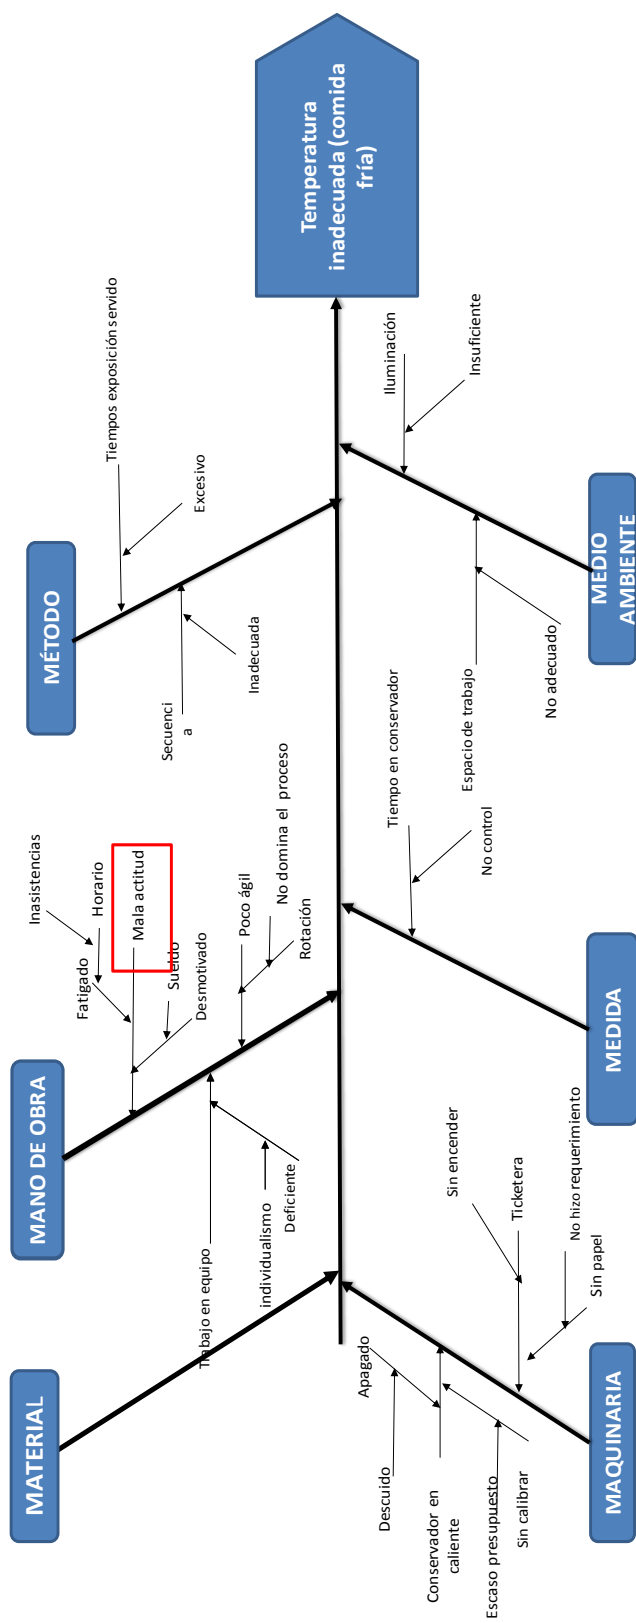 MATERIAL
MANO DE OBRA
MÉTODO
Temperatura
inadecuada (comida
fría)
Trabajo en equipo
individualismo
Deficiente
Inasistencias
Horario
Fatigado
Mala actitud
Sueldo
Desmotivado
Poco ágil
No domina el proceso
Rotación
Tiempos exposición servido
Excesivo
Secuenci
a
Inadecuada
Descuido
Apagado
Conservador en
caliente
Escaso presupuesto
Sin calibrar
Sin encender
Ticketera
No hizo requerimiento
Sin papel
Tiempo en conservador
No control
Espacio de trabajo
No adecuado
Iluminación
Insuficiente
MAQUINARIA
MEDIDA
MEDIO
AMBIENTE